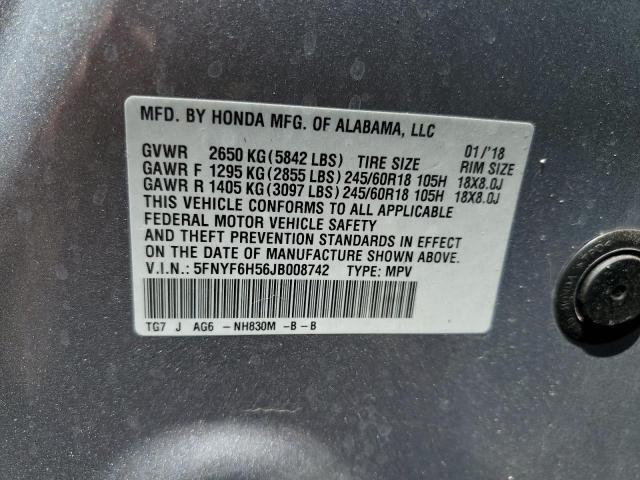 MFD. BY HONDA MFG. OF ALABAMA, LLC
GVWR 2650 KG (5842 LBS) TIRE SIZE 01/'18 RIM SIZE
GAWR F 1295 KG (2855 LBS) 245/60R18 105H 18X8.0J
GAWR R 1405 KG (3097 LBS) 245/60R18 105H 18X8.0J
THIS VEHICLE CONFORMS TO ALL APPLICABLE
FEDERAL MOTOR VEHICLE SAFETY
AND THEFT PREVENTION STANDARDS IN EFFECT
ON THE DATE OF MANUFACTURE SHOWN ABOVE.
V.I.N.: 5FNYF6H56JB008742 TYPE: MPV
TG7 J AG6 -NH830M -B-B